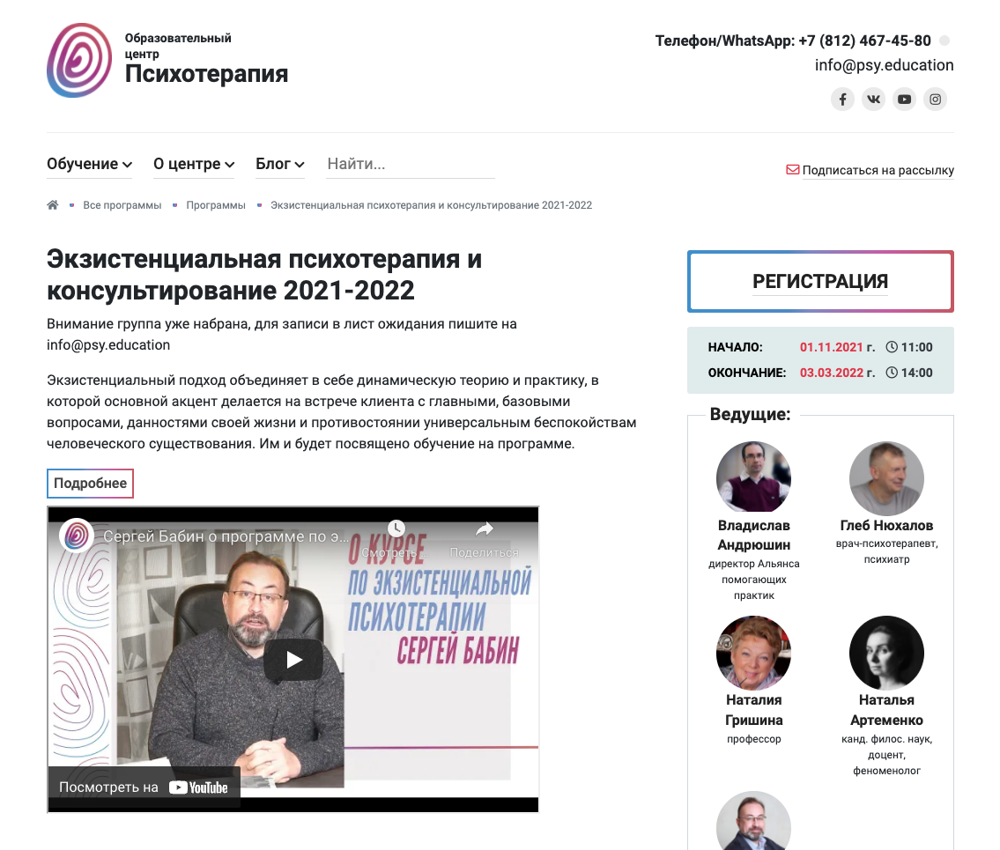 Образовательный
центр
Психотерапия
Телефон/WhatsApp: +7 (812) 467-45-80
info@psy.education
Обучение
О центре
Блог
Найти...
Подписаться на рассылку
Все программы
Программы
Экзистенциальная психотерапия и консультирование 2021-2022
Экзистенциальная психотерапия и
консультирование 2021-2022
Внимание группа уже набрана, для записи в лист ожидания пишите на
info@psy.education
Экзистенциальный подход объединяет в себе динамическую теорию и практику, в
которой основной акцент делается на встрече клиента с главными, базовыми
вопросами, данностями своей жизни и противостоянии универсальным беспокойствам
человеческого существования. Им и будет посвящено обучение на программе.
Подробнее
Сергей Бабин о программе по э...
Смотреть ...
Поделиться
О КУРСЕ
ПО ЭКЗИСТЕНЦИАЛЬНОЙ
ПСИХОТЕРАПИИ
СЕРГЕЙ БАБИН
Посмотреть на YouTube
РЕГИСТРАЦИЯ
НАЧАЛО: 01.11.2021 г. 11:00
ОКОНЧАНИЕ: 03.03.2022 г. 14:00
Ведущие:
Владислав
Андрюшин
директор Альянса
помогающих
практик
Глеб Нюхалов
врач-психотерапевт,
психиатр
Наталия
Гришина
профессор
Наталья
Артеменко
канд. филос. наук,
доцент,
феноменолог